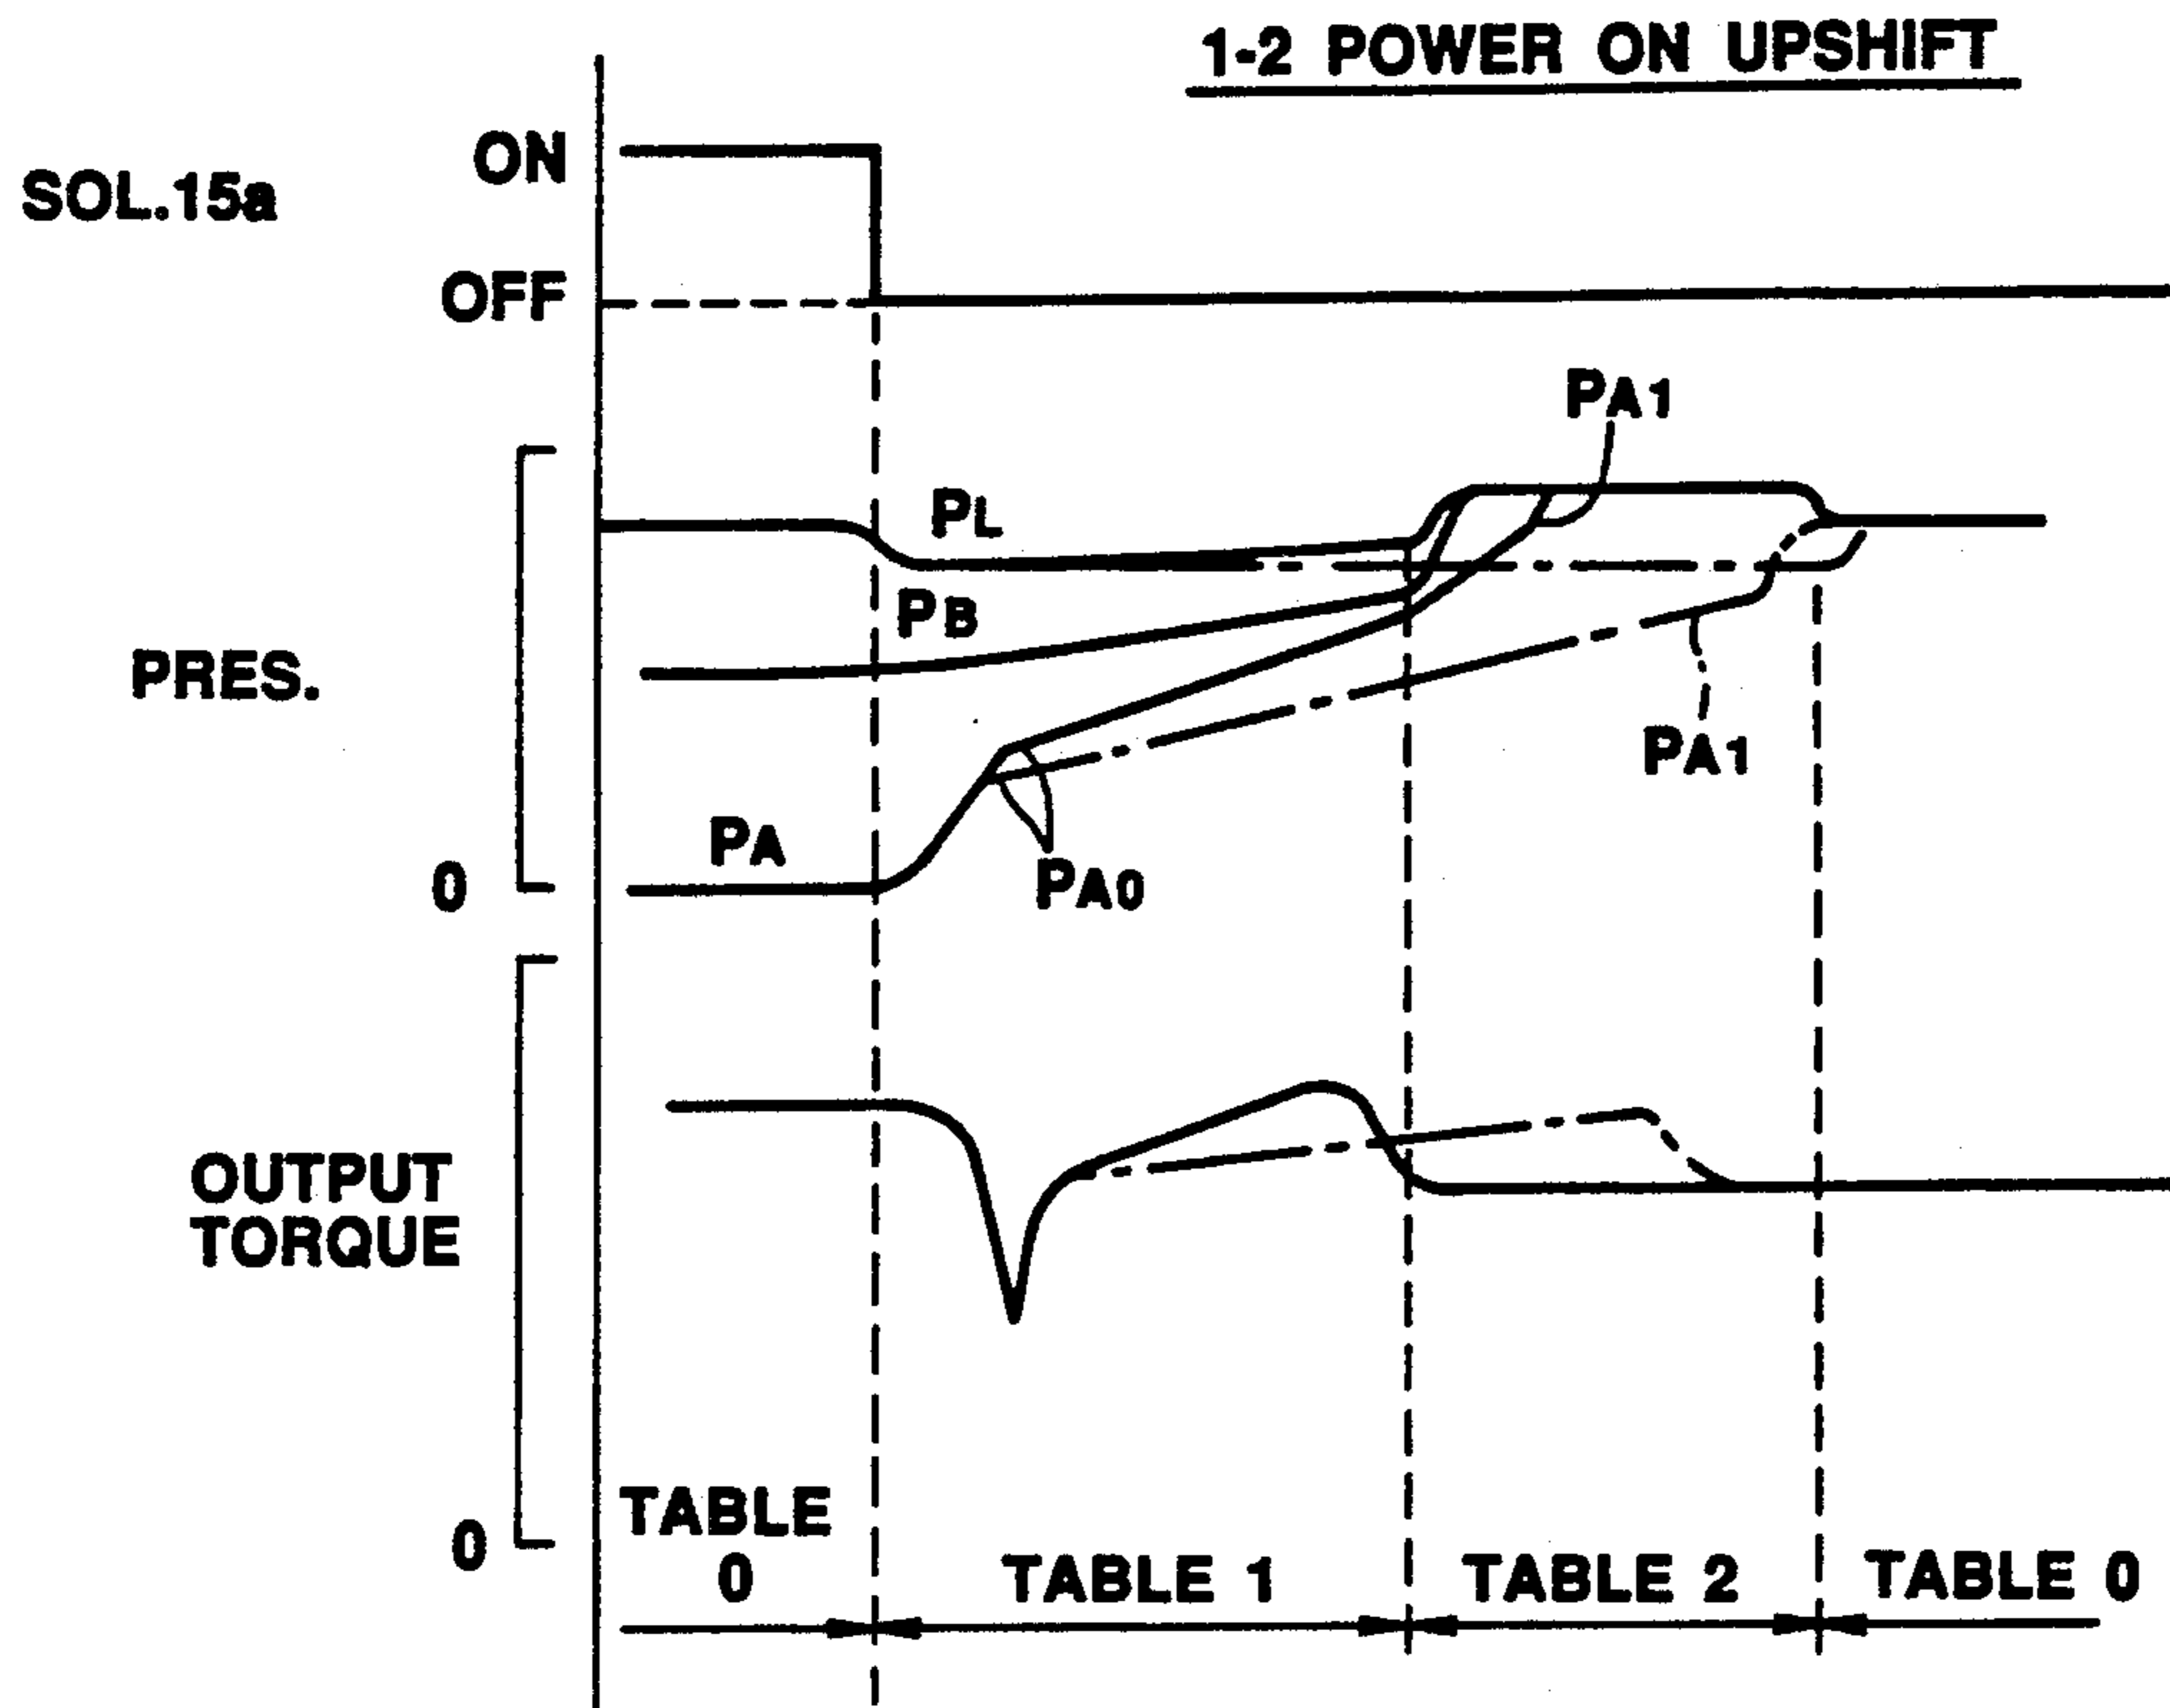 1-2 POWER ON UPSHIFT
ON
SOL.15a
OFF
PA1
PL
PB
PRES.
PA1
PA
PA0
0
OUTPUT
TORQUE
TABLE
0
0
TABLE 1
TABLE 2
TABLE 0